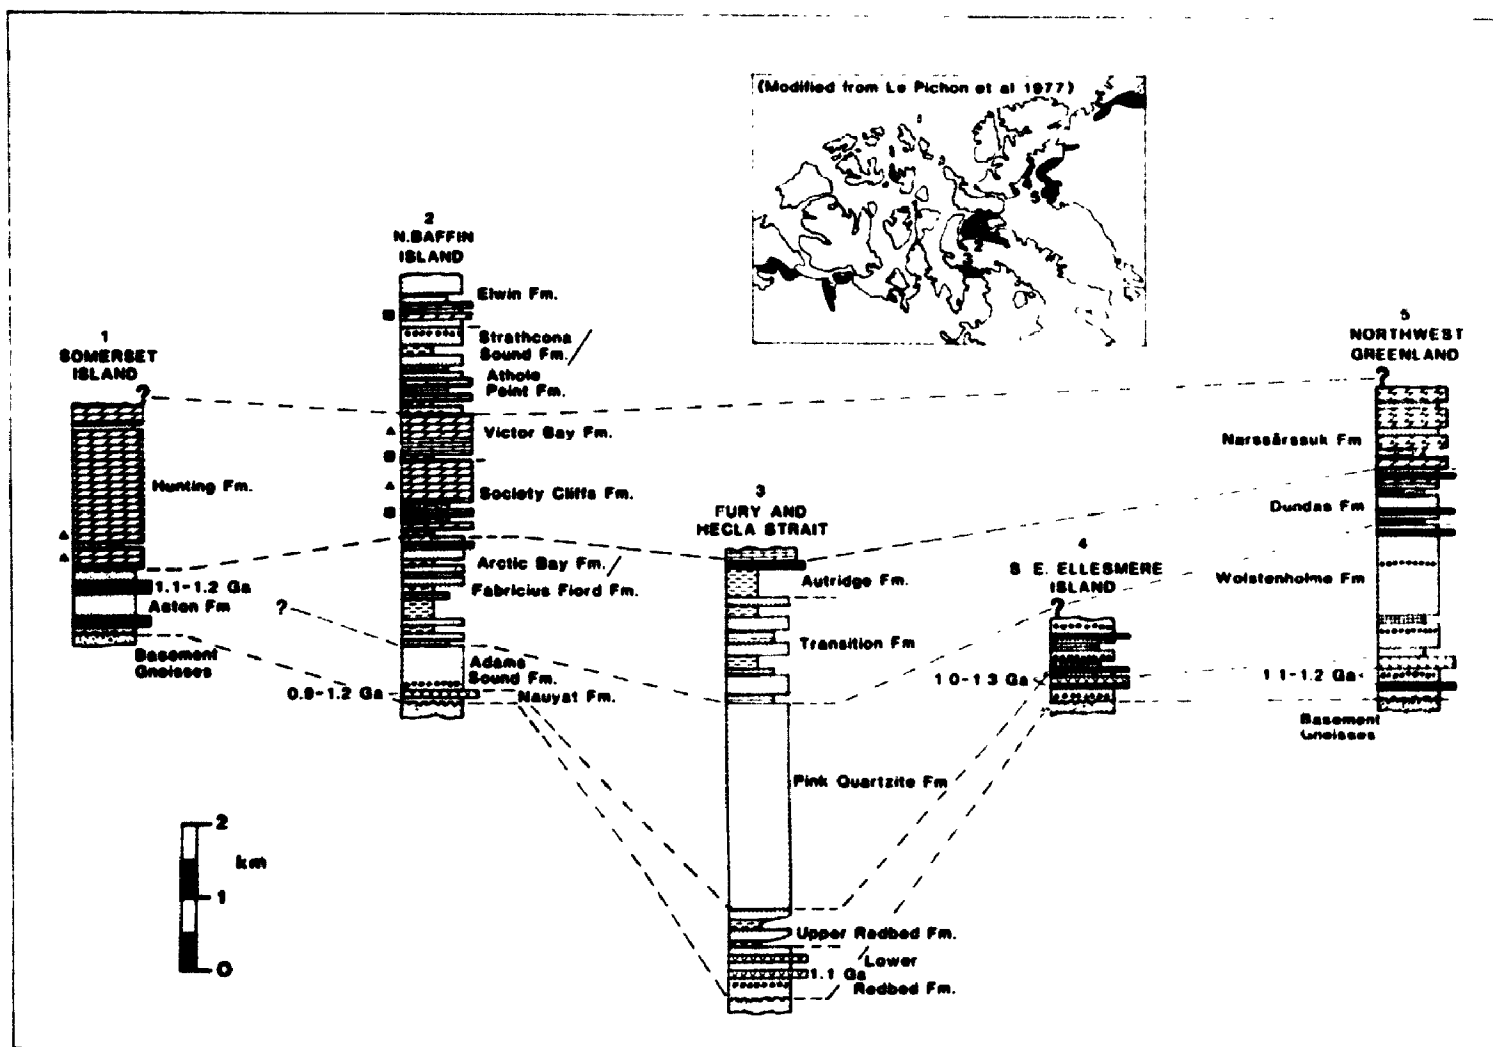 (Modified from Le Pichon et al 1977)
2
3
5
1
SOMERSET
ISLAND
?
Hunting Fm.
1.1-1.2 Ga
Aston Fm
Basement
Gneisses
2
N.BAFFIN
ISLAND
Elwin Fm.
Strathcona
Sound Fm.
Athole
Point Fm.
Victor Bay Fm.
Society Cliffs Fm.
Arctic Bay Fm.
Fabricius Fiord Fm.
?
Adams
Sound Fm.
0.9-1.2 Ga
Nauyat Fm.
3
FURY AND
HECLA STRAIT
Autridge Fm.
Transition Fm
Pink Quartzite Fm
Upper Redbed Fm.
Lower
1.1 Ga
Redbed Fm.
4
S E. ELLESMERE
ISLAND
?
1 0-1 3 Ga
5
NORTHWEST
GREENLAND
?
Narssârssuk Fm
Dundas Fm
Wolstenholme Fm
1 1-1.2 Ga
Basement
Gneisses
2
km
1
0